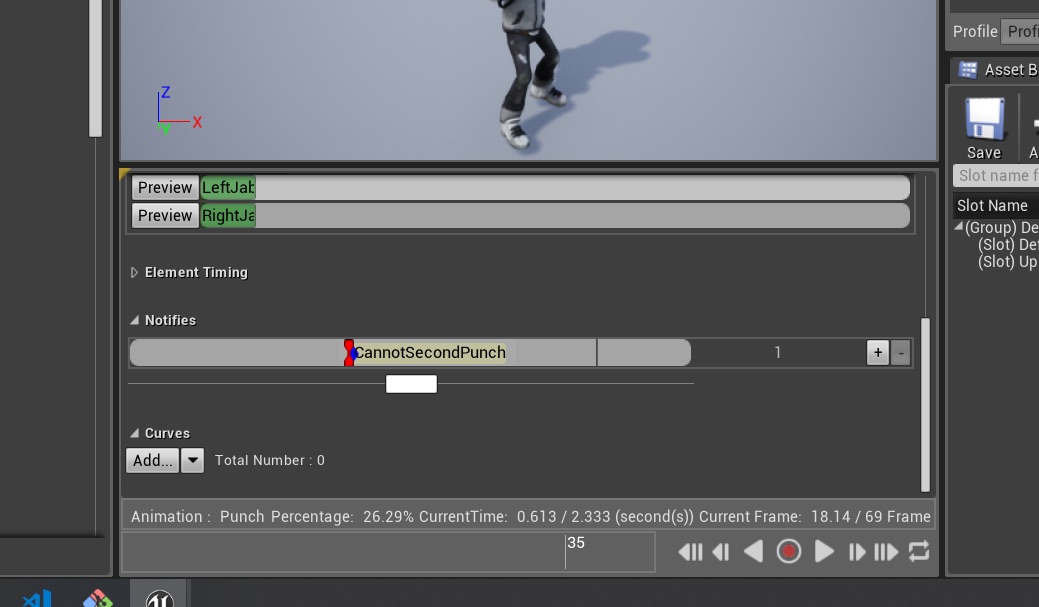 Z
X
Y
Profile
Asset B
Save
Slot name f
Slot Name
(Group) De
(Slot) Def
(Slot) Up
Preview LeftJab
Preview RightJa
Element Timing
Notifies
CannotSecondPunch 1 + -
Curves
Add... Total Number : 0
Animation : Punch Percentage: 26.29% CurrentTime: 0.613 / 2.333 (second(s)) Current Frame: 18.14 / 69 Frame
35